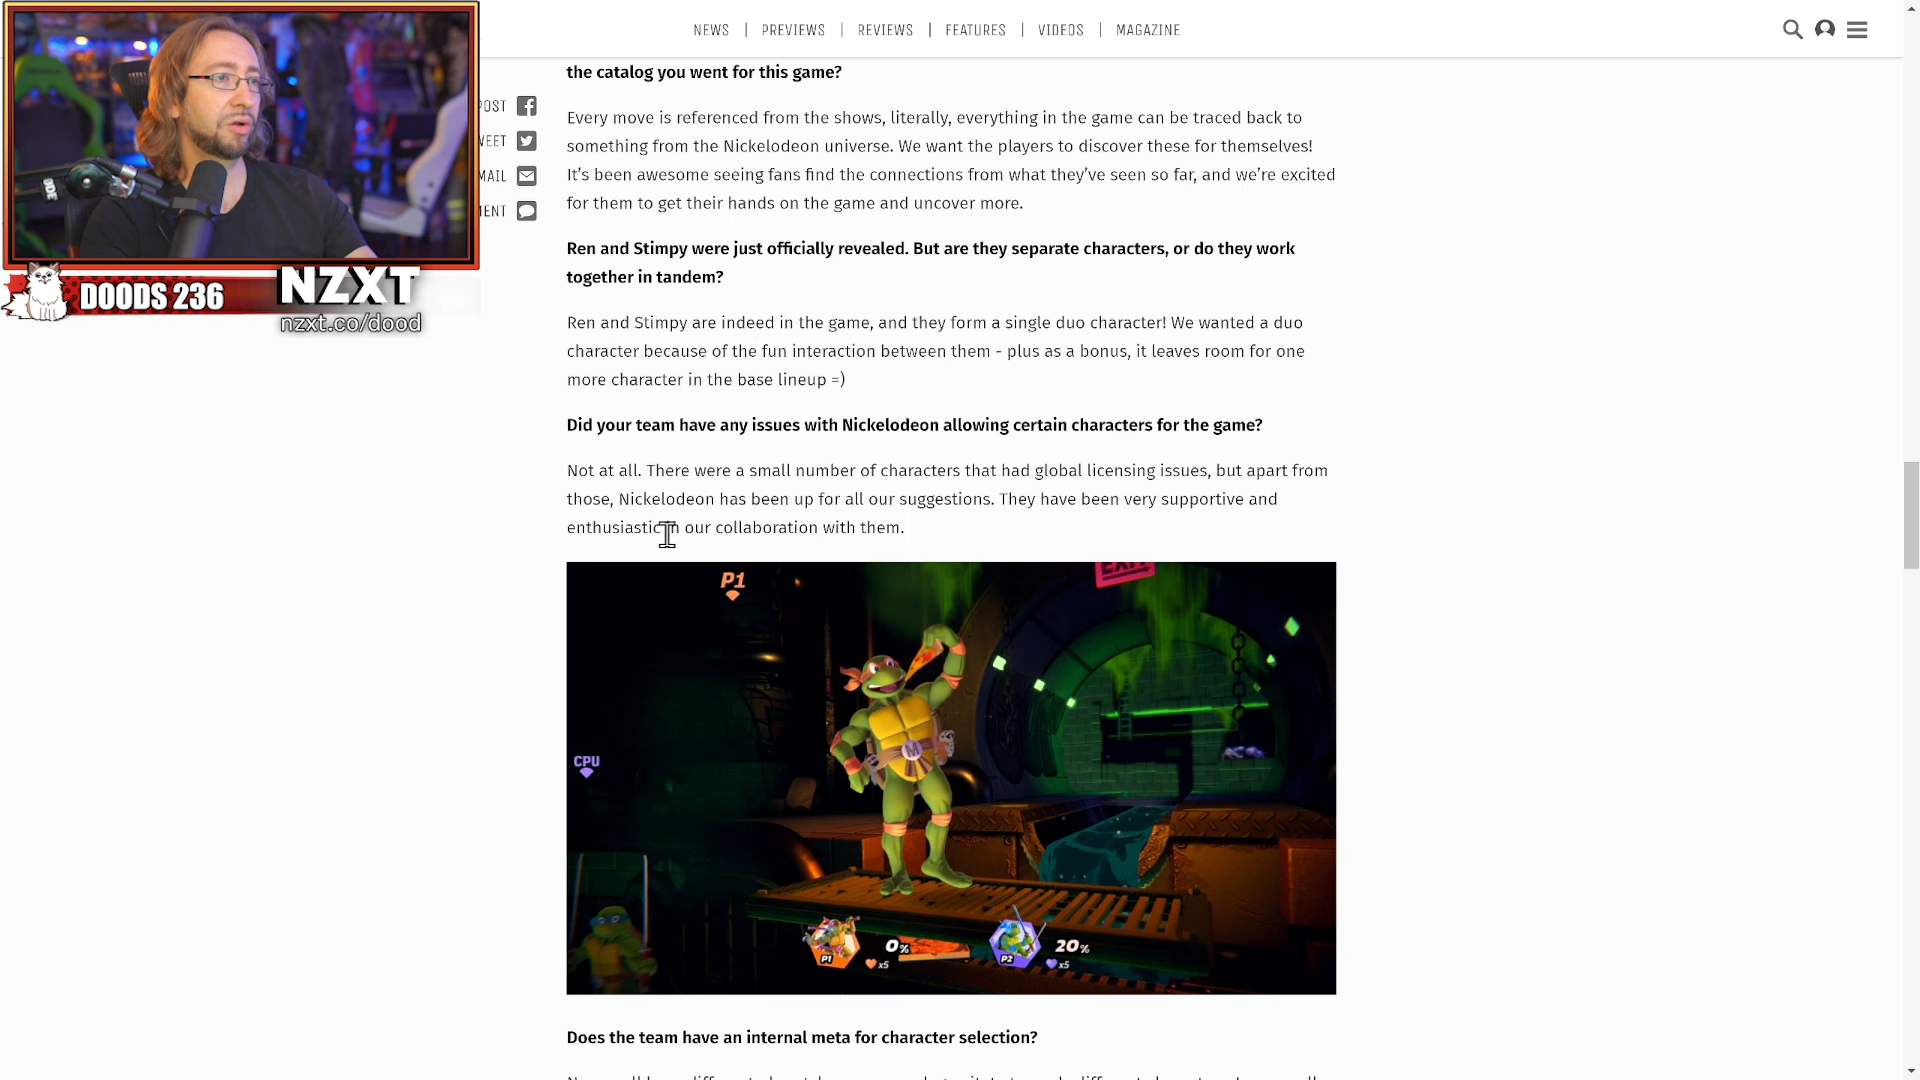 NEWS | PREVIEWS | REVIEWS | FEATURES | VIDEOS | MAGAZINE
POST
MAIL
DOODS 236
NZXT
nzxt.co/dood
the catalog you went for this game?
Every move is referenced from the shows, literally, everything in the game can be traced back to
something from the Nickelodeon universe. We want the players to discover these for themselves!
It’s been awesome seeing fans find the connections from what they’ve seen so far, and we’re excited
for them to get their hands on the game and uncover more.
Ren and Stimpy were just officially revealed. But are they separate characters, or do they work
together in tandem?
Ren and Stimpy are indeed in the game, and they form a single duo character! We wanted a duo
character because of the fun interaction between them - plus as a bonus, it leaves room for one
more character in the base lineup =)
Did your team have any issues with Nickelodeon allowing certain characters for the game?
Not at all. There were a small number of characters that had global licensing issues, but apart from
those, Nickelodeon has been up for all our suggestions. They have been very supportive and
enthusiastic in our collaboration with them.
P1
EXIT
M
CPU
P1 0% x5
P2 20% x5
Does the team have an internal meta for character selection?